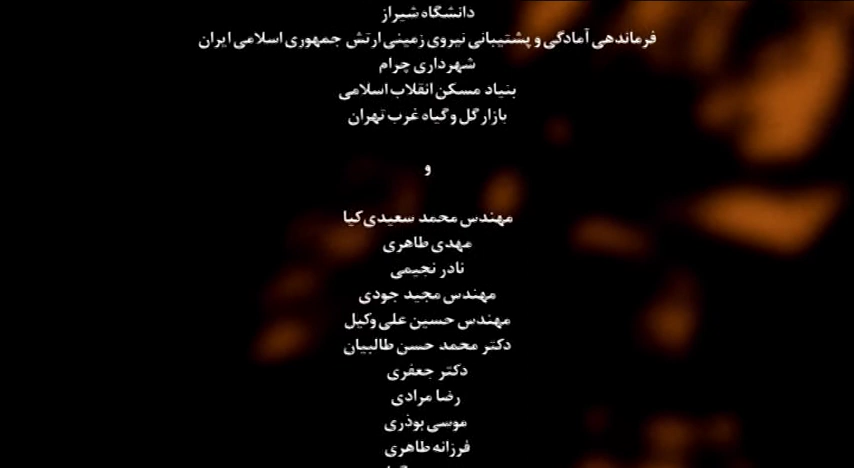 دانشگاه شیراز
فرماندهی آمادگی و پشتیبانی نیروی زمینی ارتش جمهوری اسلامی ایران
شهرداری چرام
بنیاد مسکن انقلاب اسلامی
بازار گل و گیاه غرب تهران
و
مهندس محمد سعیدی کیا
مهدی طاهری
نادر نجیمی
مهندس مجید جودی
مهندس حسین علی وکیل
دکتر محمد حسن طالبیان
دکتر جعفری
رضا مرادی
موسی بوذری
فرزانه طاهری